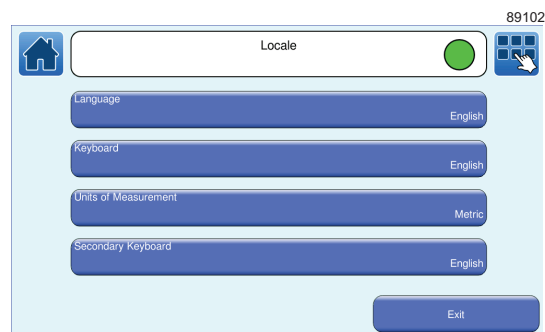 89102
Locale
Language
English
Keyboard
English
Units of Measurement
Metric
Secondary Keyboard
English
Exit